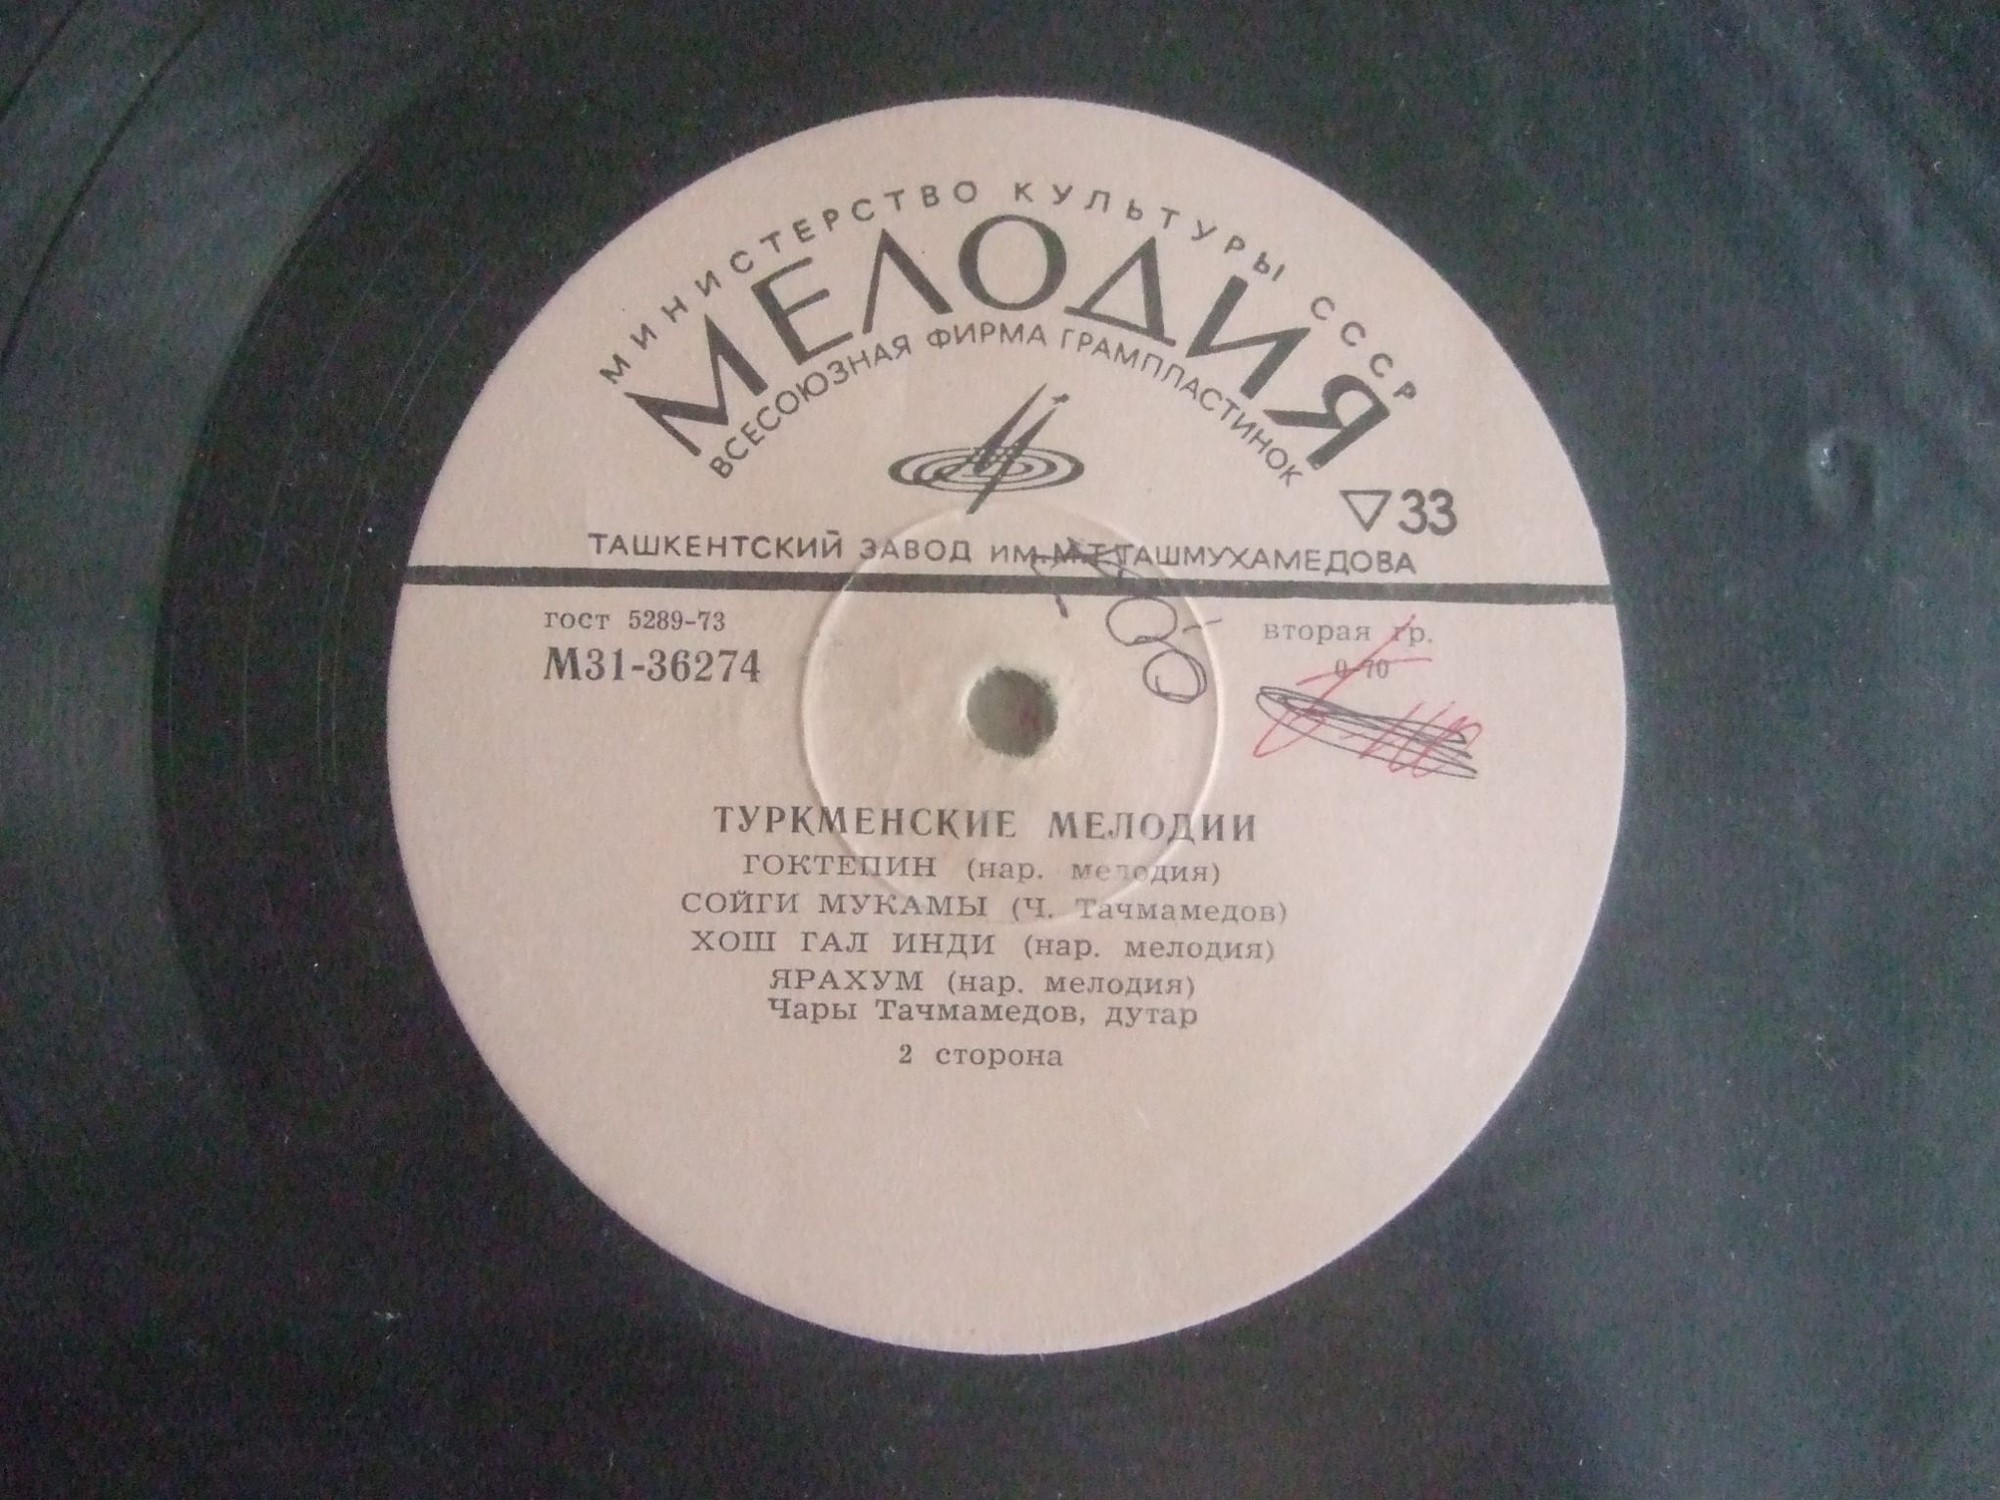 МИНИСТЕРСТВО КУЛЬТУРЫ СССР
МЕЛОДИЯ
ВСЕСОЮЗНАЯ ФИРМА ГРАМПЛАСТИНОК
▽33
ТАШКЕНТСКИЙ ЗАВОД ИМ. М.Т. ТАШМУХАМЕДОВА
гост 5289-73
вторая гр.
М31-36274
0-70
ТУРКМЕНСКИЕ МЕЛОДИИ
ГОКТЕПИН (нар. мелодия)
СОЙГИ МУКАМЫ (Ч. Тачмамедов)
ХОШ ГАЛ ИНДИ (нар. мелодия)
ЯРАХУМ (нар. мелодия)
Чары Тачмамедов, дутар
2 сторона